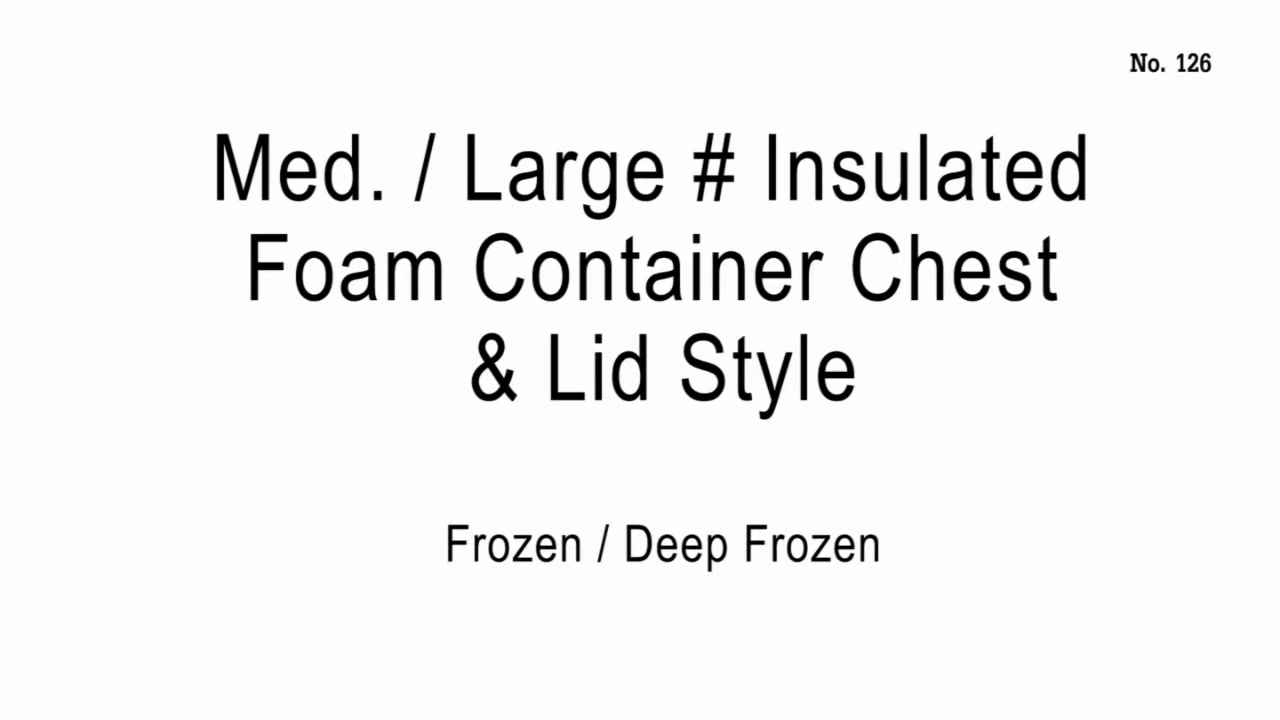 No. 126
Med. / Large # Insulated
Foam Container Chest
& Lid Style
Frozen / Deep Frozen